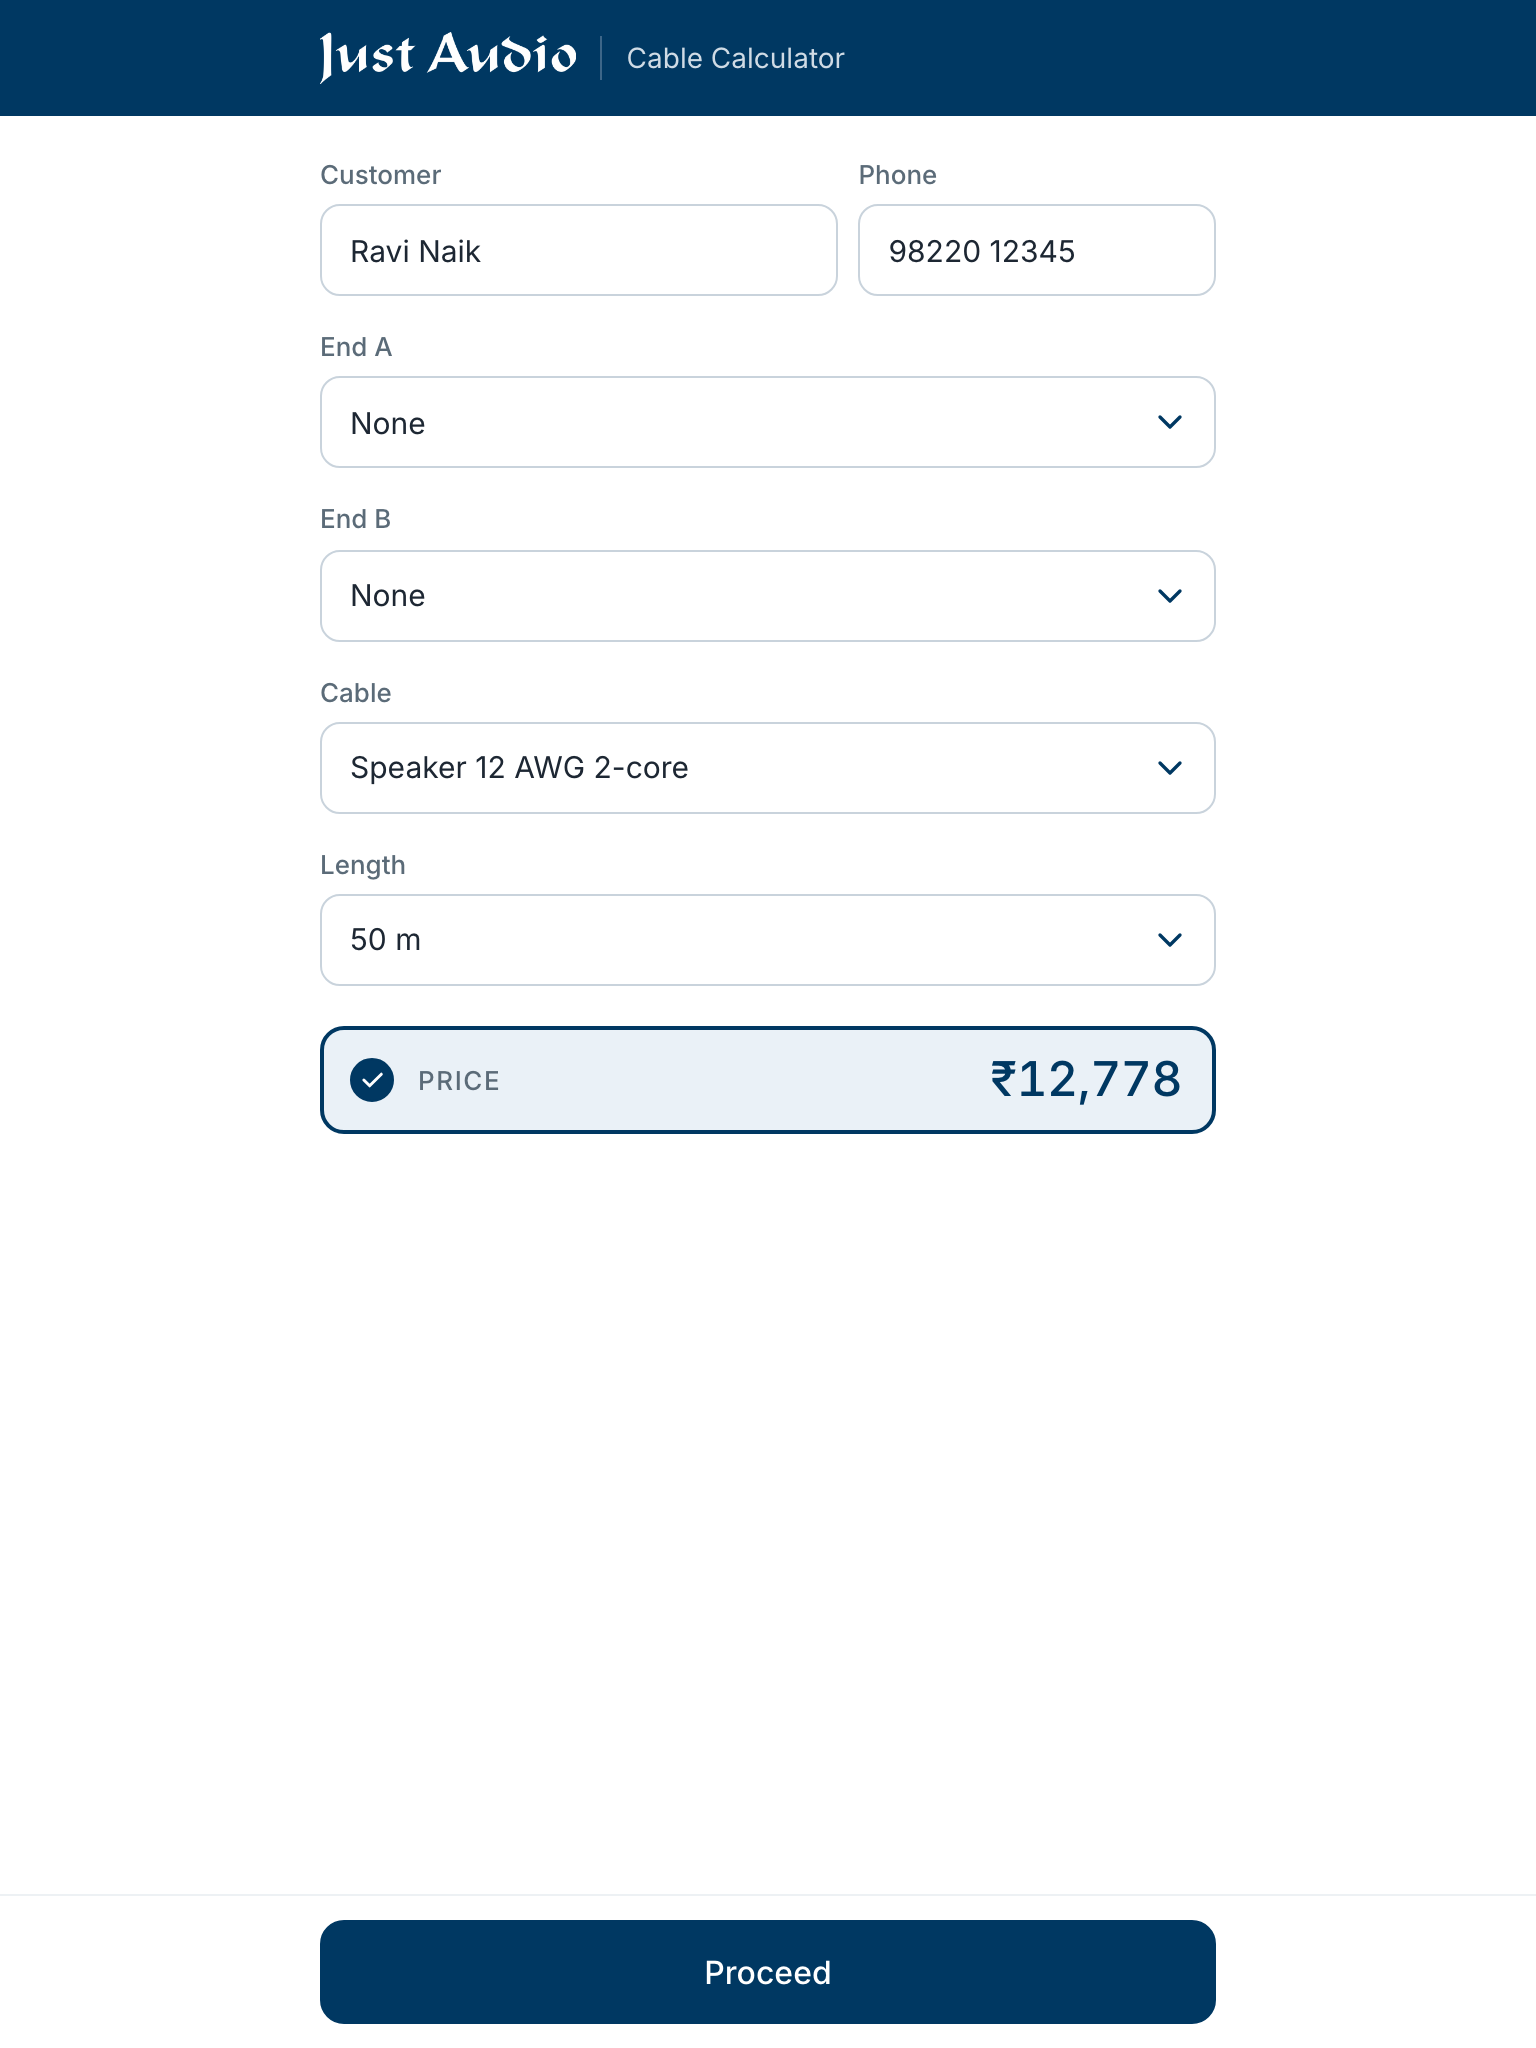 Just Audio
Cable Calculator
Customer
Phone
Ravi Naik
98220 12345
End A
None
End B
None
Cable
Speaker 12 AWG 2-core
Length
50 m
PRICE
₹12,778
Proceed